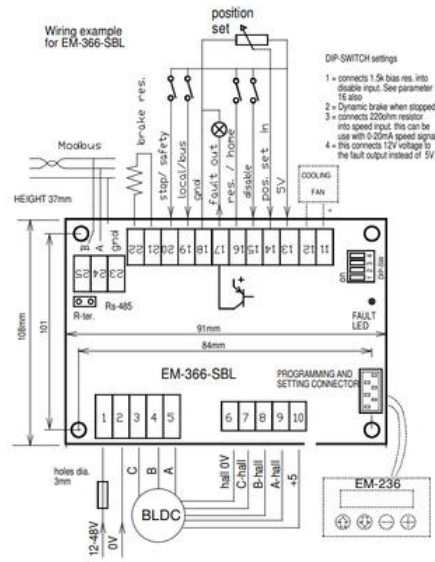 Wiring example
for EM-366-SBL
position
set
DIP-SWITCH settings
1 = connects 1.5k bias res. into
disable input. See parameter
16 also
2 = Dynamic brake when stopped
3 = connects 220ohm resistor
into speed input. this can be
use with 0-20mA speed signal
4 = this connects 12V voltage to
the fault output instead of 5V
Modbus
brake res.
stop/ safety
local/bus
gnd
fault out
res. / home
disable
pos. set in
5V
COOLING
FAN
+
HEIGHT 37mm
B
A
gnd
25 24 23
22 21 20 19 18 17 16 15 14 13 12 11
on
1 2 3 4
DIP-SW
R-ter.
Rs-485
+
FAULT
LED
108mm
101
91mm
84mm
EM-366-SBL
PROGRAMMING AND
SETTING CONNECTOR
1 2 3 4 5
6 7 8 9 10
holes dia.
3mm
C
B
A
hall 0V
C-hall
B-hall
A-hall
+5
BLDC
12-48V
0V
EM-236